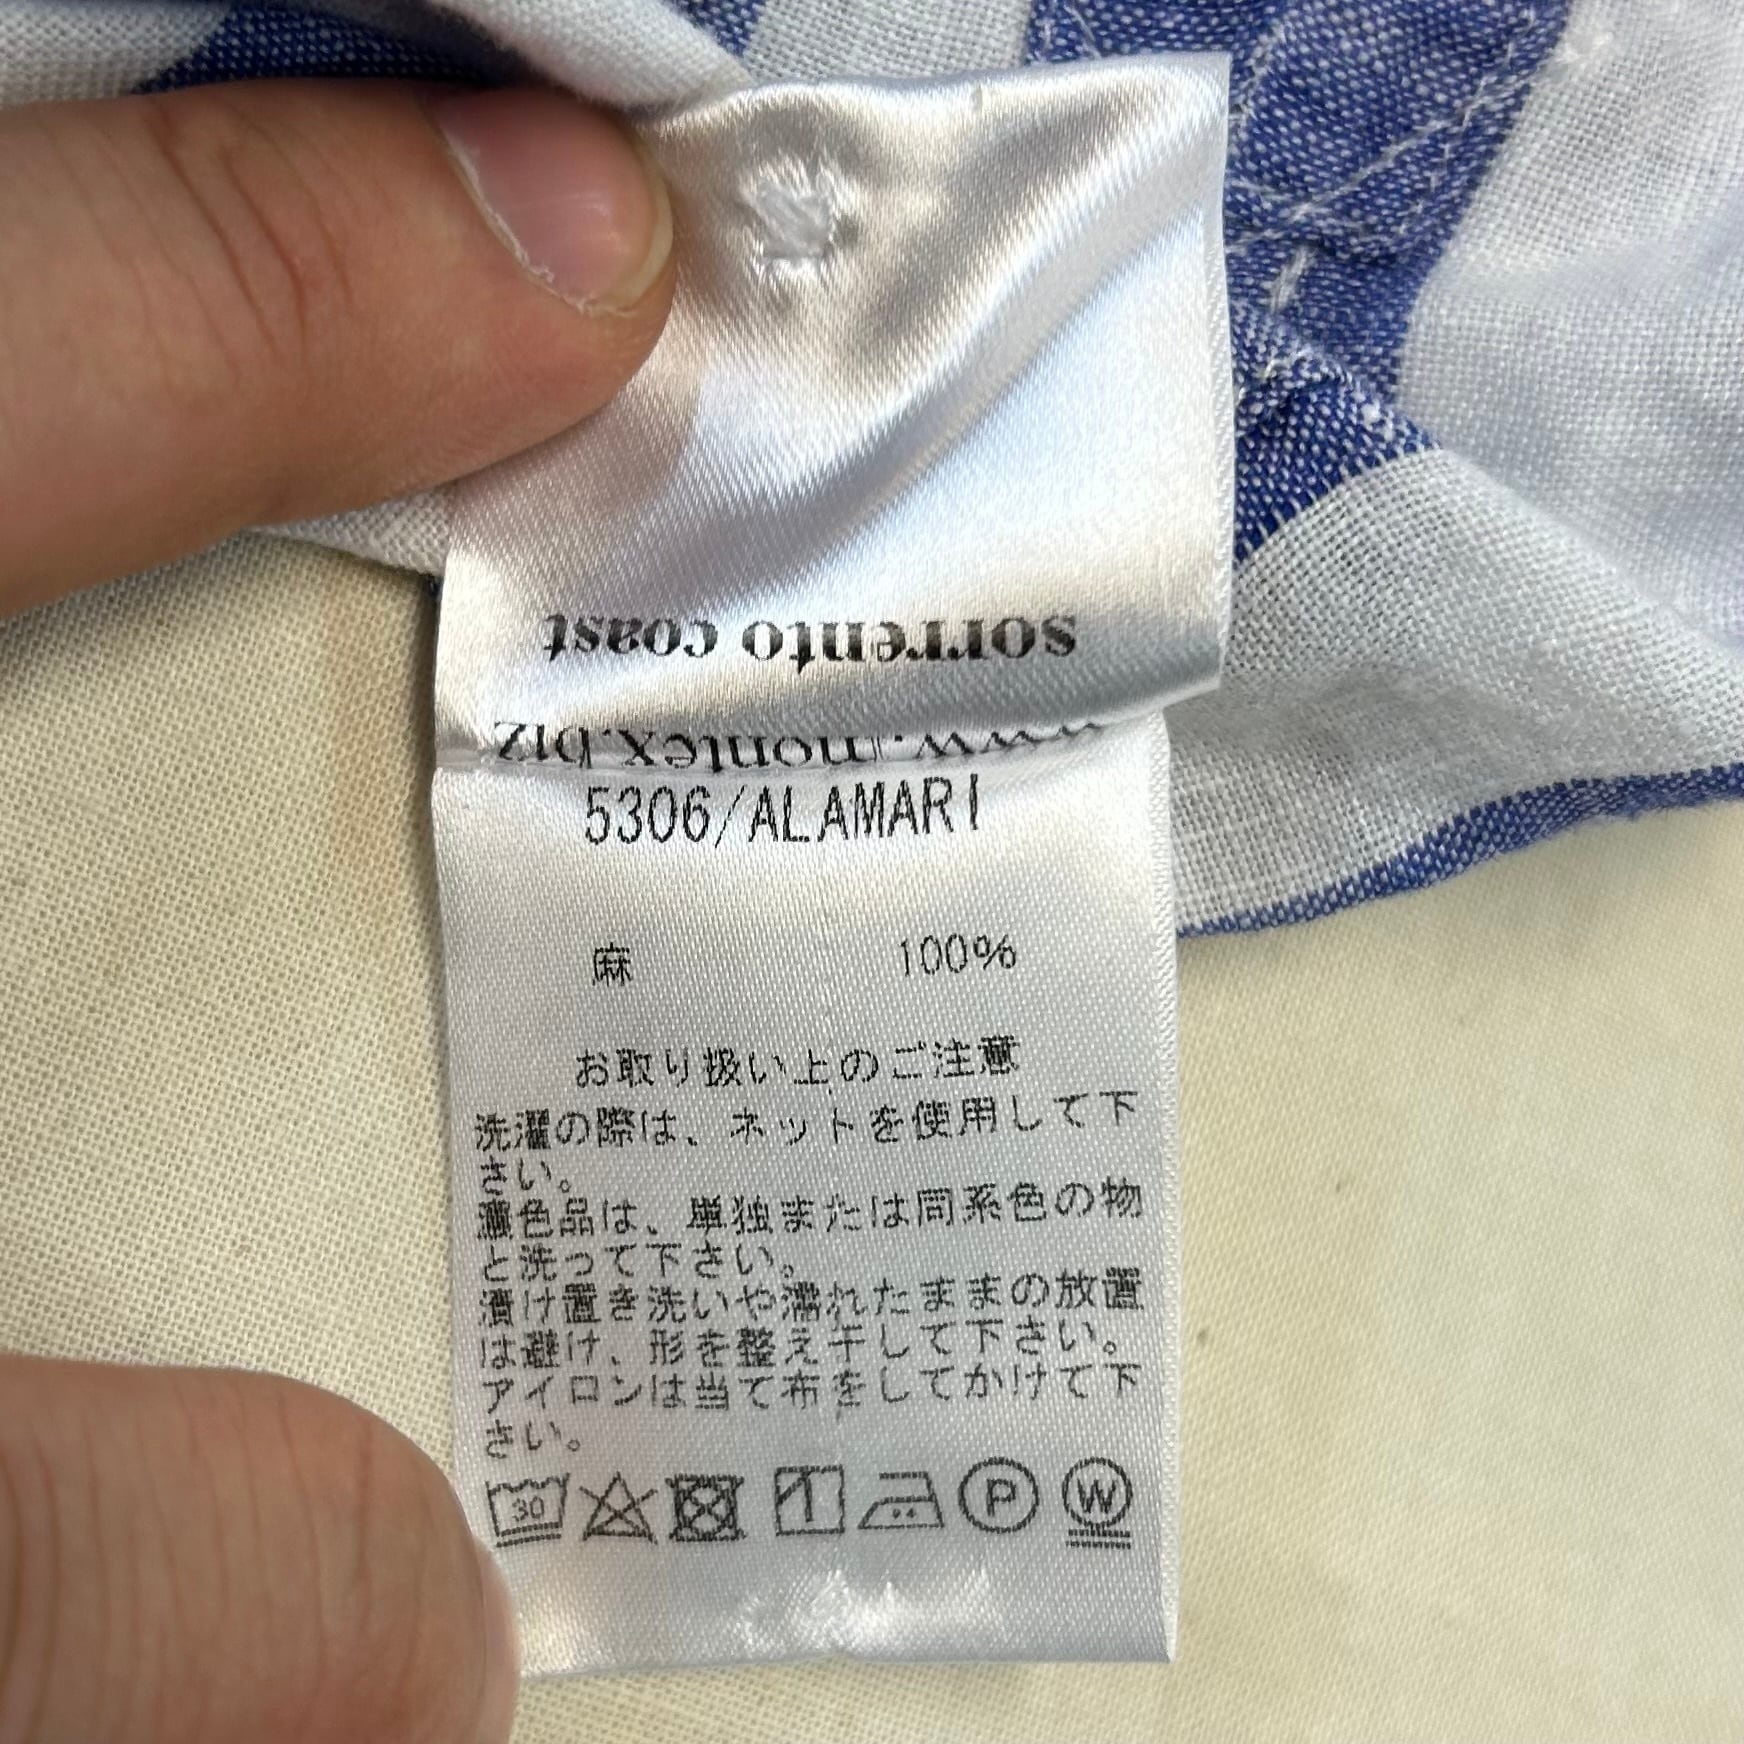 sorrento coast
www.montex.biz
5306/ALAMARI
麻 100%
お取り扱い上のご注意
洗濯の際は、ネットを使用して下
さい。
濃色品は、単独または同系色の物
と洗って下さい。
漬け置き洗いや濡れたままの放置
は避け、形を整え干して下さい。
アイロンは当て布をしてかけて下
さい。
30 P W